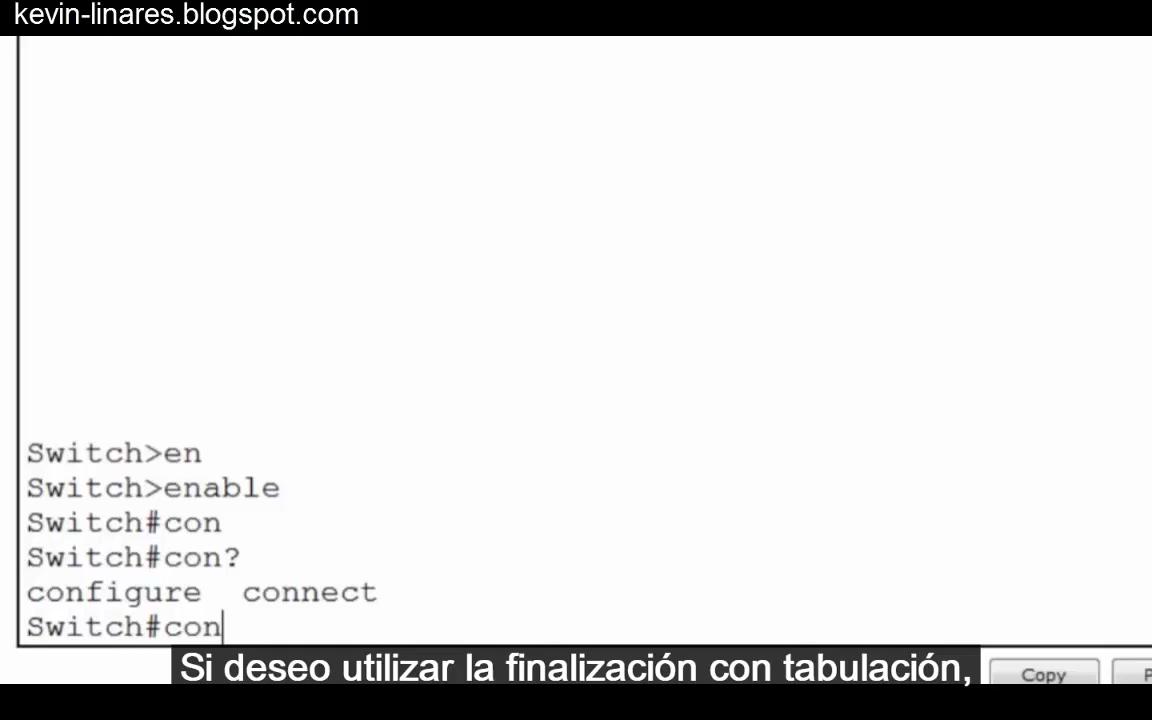 kevin-linares.blogspot.com
Switch>en
Switch>enable
Switch#con
Switch#con?
configure connect
Switch#con
Si deseo utilizar la finalización con tabulación,
Copy
P